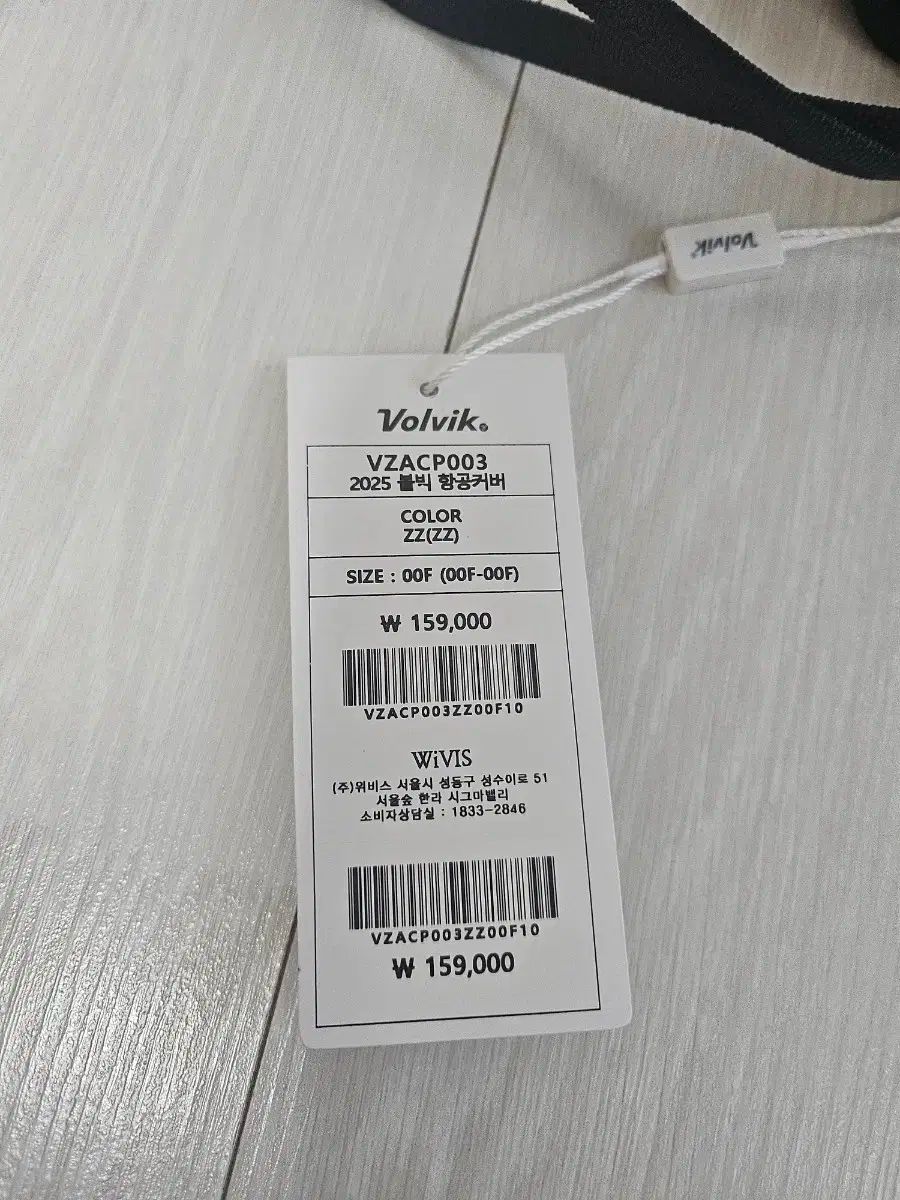 Volvik
Volvik
VZACP003
2025 볼빅 항공커버
COLOR
ZZ(ZZ)
SIZE : 00F (00F-00F)
₩ 159,000
VZACP003ZZ00F10
WiVIS
(주)위비스 서울시 성동구 성수이로 51
서울숲 한라 시그마밸리
소비자상담실 : 1833-2846
VZACP003ZZ00F10
₩ 159,000